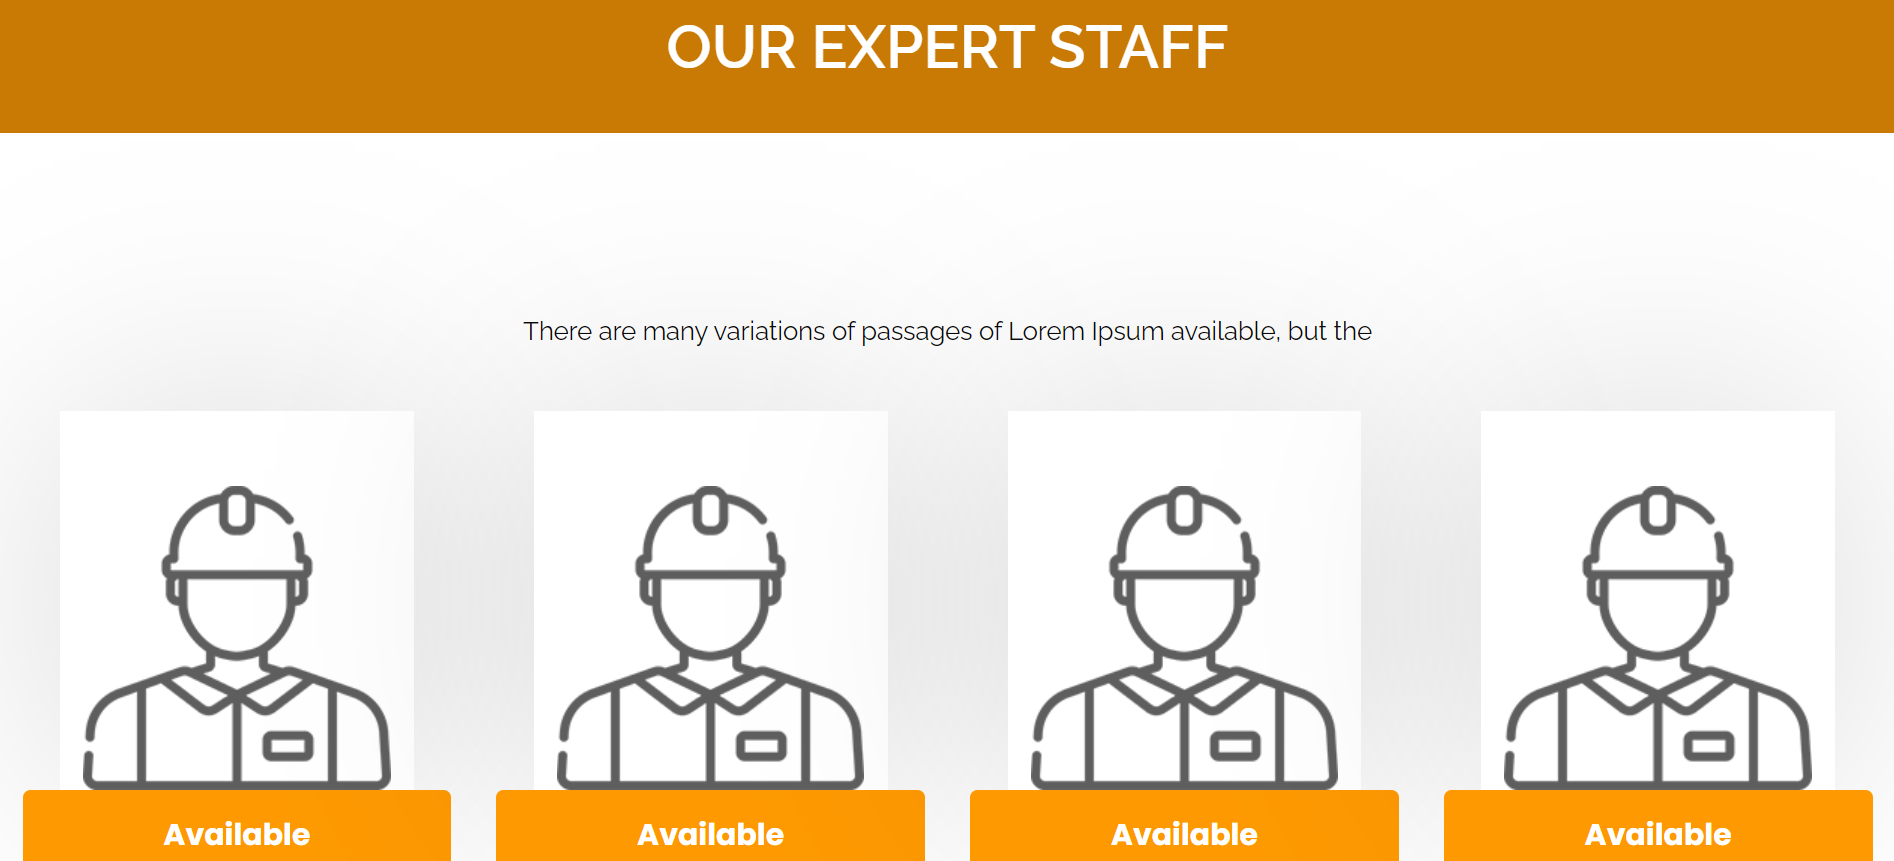 OUR EXPERT STAFF
There are many variations of passages of Lorem Ipsum available, but the
Available
Available
Available
Available